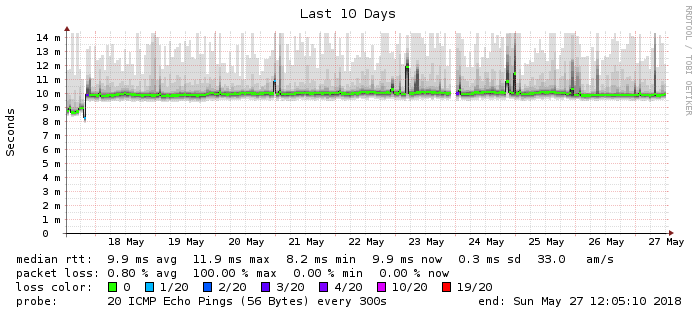 Last 10 Days
RRDTOOL / TOBI OETIKER
Seconds
14 m
13 m
12 m
11 m
10 m
9 m
8 m
7 m
6 m
5 m
4 m
3 m
2 m
1 m
0
18 May 19 May 20 May 21 May 22 May 23 May 24 May 25 May 26 May 27 May
median rtt: 9.9 ms avg 11.9 ms max 8.2 ms min 9.9 ms now 0.3 ms sd 33.0 am/s
packet loss: 0.80 % avg 100.00 % max 0.00 % min 0.00 % now
loss color: 0 1/20 2/20 3/20 4/20 10/20 19/20
probe: 20 ICMP Echo Pings (56 Bytes) every 300s end: Sun May 27 12:05:10 2018